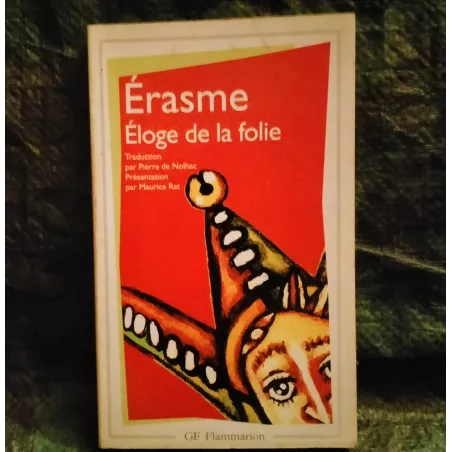 Érasme
Éloge de la folie
Traduction
par Pierre de Nolhac
Présentation
par Maurice Rat
GF Flammarion